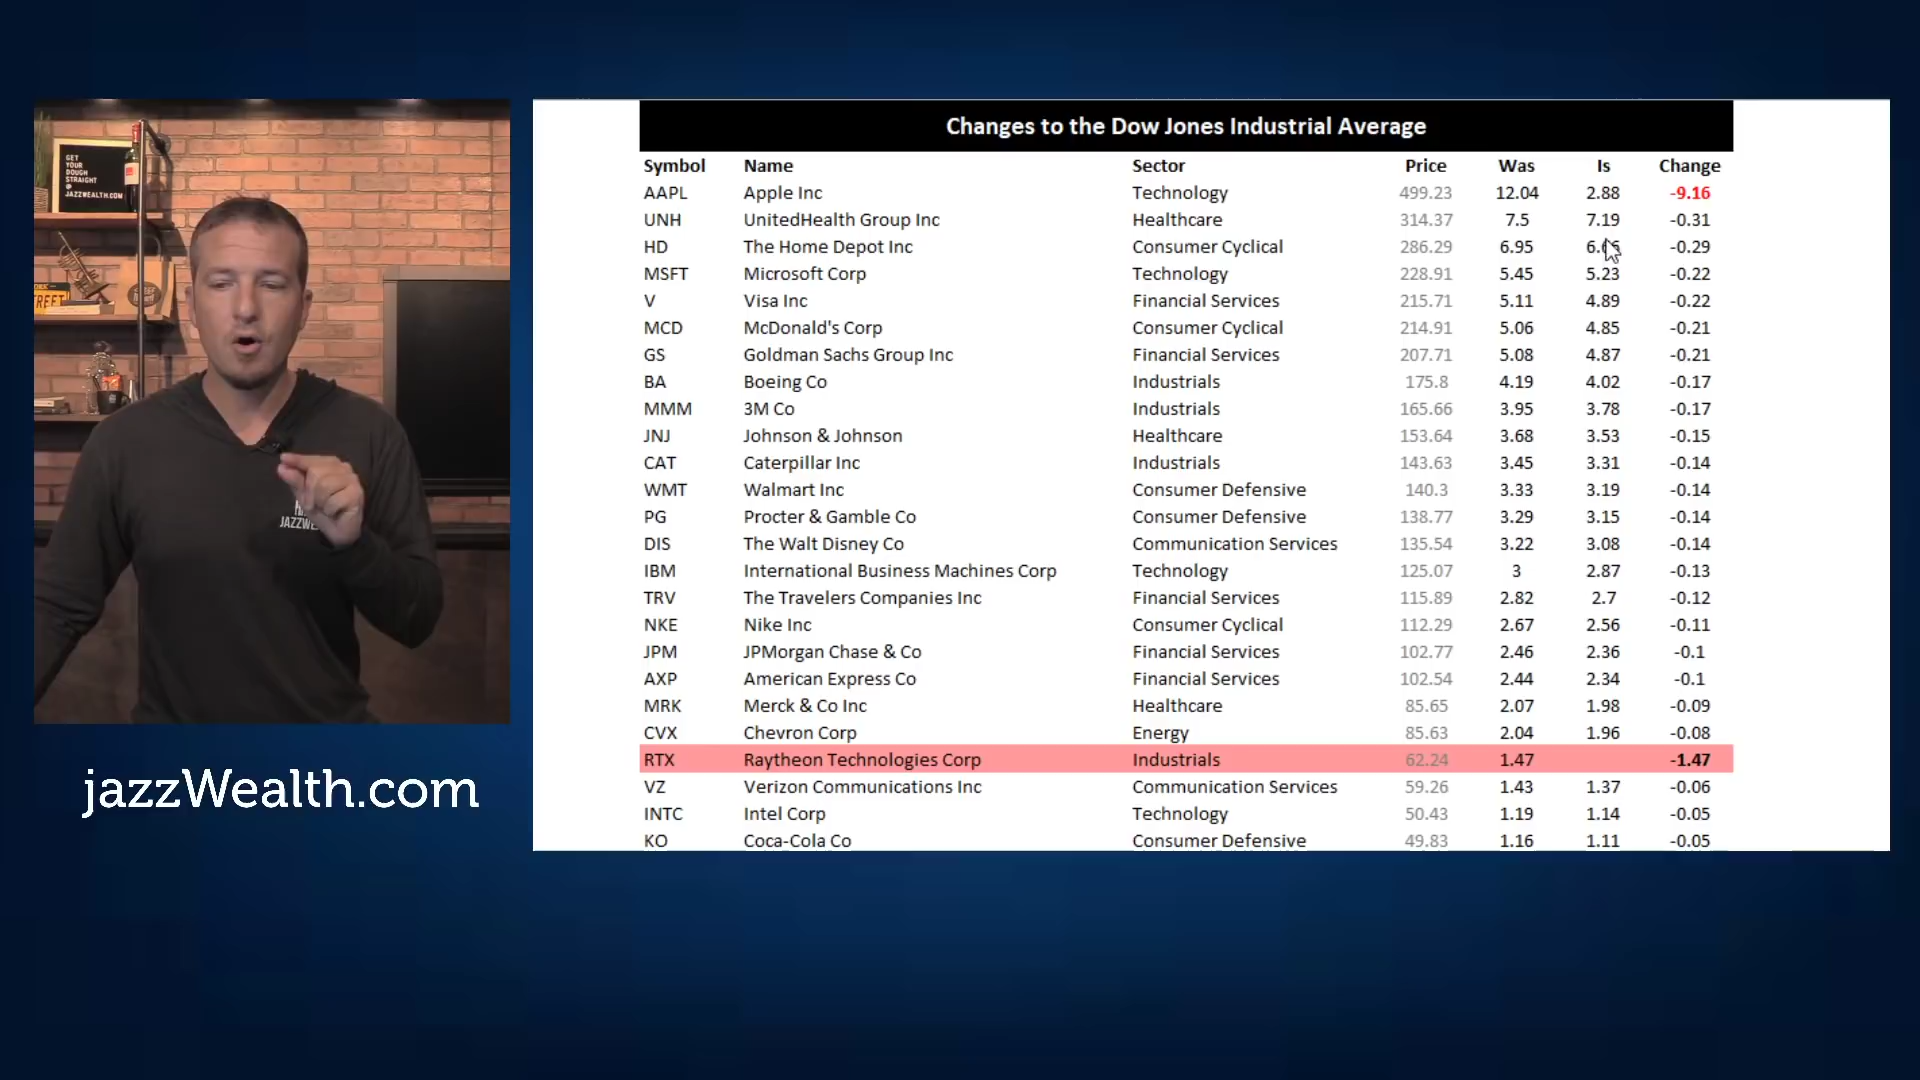 GET
YOUR
DOUGH
STRAIGHT
@
JAZZWEALTH.COM
jazzWealth.com
Changes to the Dow Jones Industrial Average
Symbol Name Sector Price Was Is Change
AAPL Apple Inc Technology 499.23 12.04 2.88 -9.16
UNH UnitedHealth Group Inc Healthcare 314.37 7.5 7.19 -0.31
HD The Home Depot Inc Consumer Cyclical 286.29 6.95 -0.29
MSFT Microsoft Corp Technology 228.91 5.45 5.23 -0.22
V Visa Inc Financial Services 215.71 5.11 4.89 -0.22
MCD McDonald's Corp Consumer Cyclical 214.91 5.06 4.85 -0.21
GS Goldman Sachs Group Inc Financial Services 207.71 5.08 4.87 -0.21
BA Boeing Co Industrials 175.8 4.19 4.02 -0.17
MMM 3M Co Industrials 165.66 3.95 3.78 -0.17
JNJ Johnson & Johnson Healthcare 153.64 3.68 3.53 -0.15
CAT Caterpillar Inc Industrials 143.63 3.45 3.31 -0.14
WMT Walmart Inc Consumer Defensive 140.3 3.33 3.19 -0.14
PG Procter & Gamble Co Consumer Defensive 138.77 3.29 3.15 -0.14
DIS The Walt Disney Co Communication Services 135.54 3.22 3.08 -0.14
IBM International Business Machines Corp Technology 125.07 3 2.87 -0.13
TRV The Travelers Companies Inc Financial Services 115.89 2.82 2.7 -0.12
NKE Nike Inc Consumer Cyclical 112.29 2.67 2.56 -0.11
JPM JPMorgan Chase & Co Financial Services 102.77 2.46 2.36 -0.1
AXP American Express Co Financial Services 102.54 2.44 2.34 -0.1
MRK Merck & Co Inc Healthcare 85.65 2.07 1.98 -0.09
CVX Chevron Corp Energy 85.63 2.04 1.96 -0.08
RTX Raytheon Technologies Corp Industrials 62.24 1.47 -1.47
VZ Verizon Communications Inc Communication Services 59.26 1.43 1.37 -0.06
INTC Intel Corp Technology 50.43 1.19 1.14 -0.05
KO Coca-Cola Co Consumer Defensive 49.83 1.16 1.11 -0.05